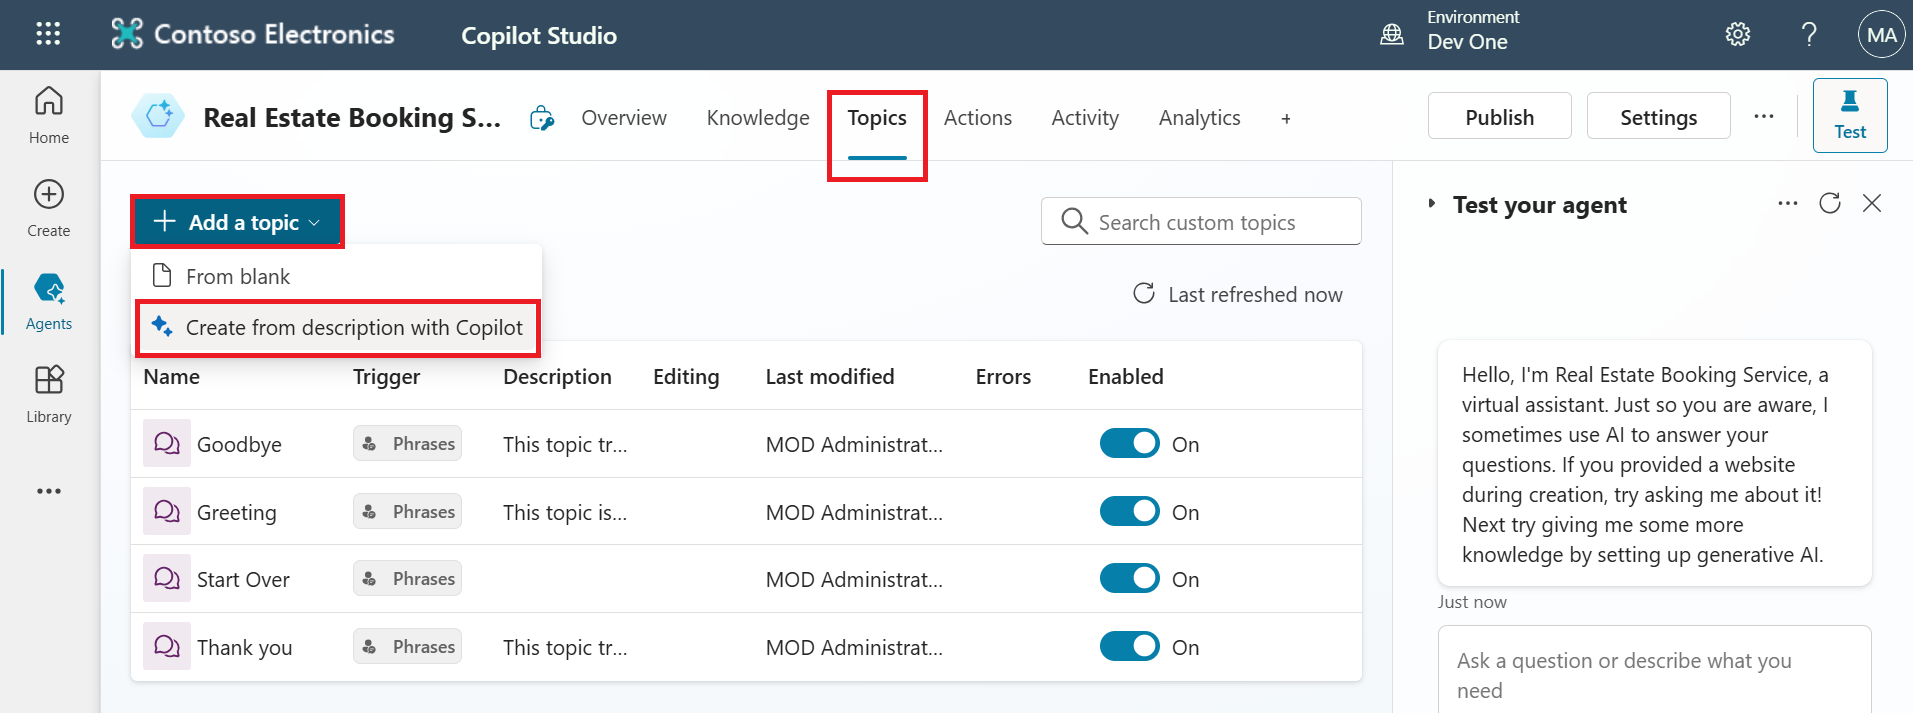 Contoso Electronics
Copilot Studio
Environment
Dev One
?
MA
Home
Create
Agents
Library
Real Estate Booking S...
Overview
Knowledge
Topics
Actions
Activity
Analytics
+
Publish
Settings
...
Test
+ Add a topic
From blank
Create from description with Copilot
Search custom topics
Last refreshed now
Name Trigger Description Editing Last modified Errors Enabled
Goodbye Phrases This topic tr... MOD Administrat... On
Greeting Phrases This topic is... MOD Administrat... On
Start Over Phrases MOD Administrat... On
Thank you Phrases This topic tr... MOD Administrat... On
Test your agent
Hello, I'm Real Estate Booking Service, a
virtual assistant. Just so you are aware, I
sometimes use AI to answer your
questions. If you provided a website
during creation, try asking me about it!
Next try giving me some more
knowledge by setting up generative AI.
Just now
Ask a question or describe what you
need